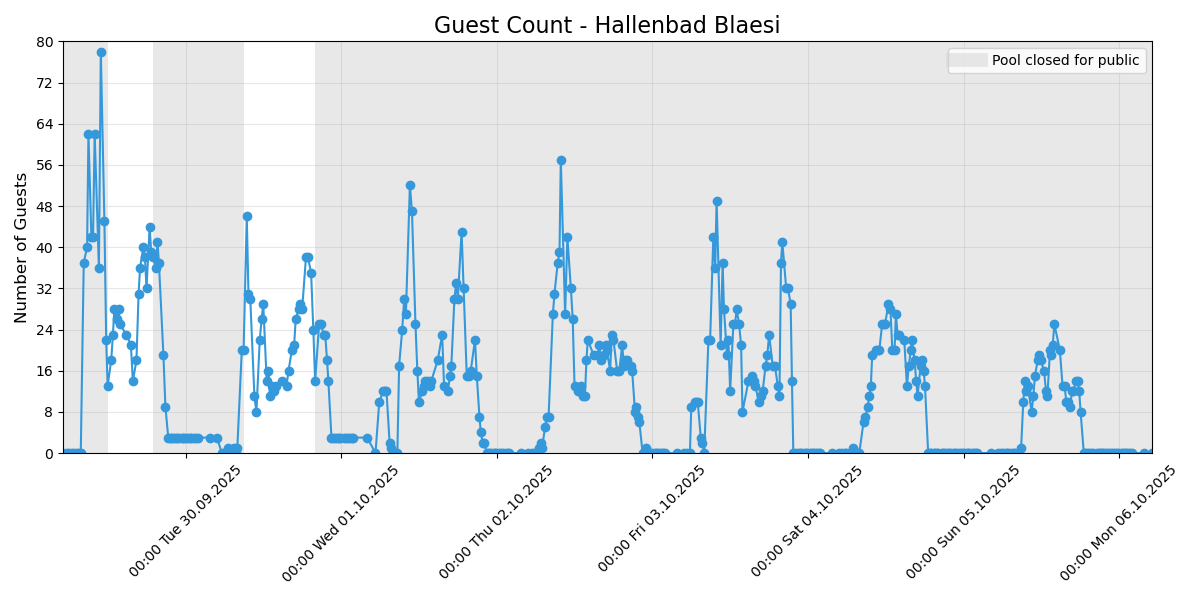 Guest Count - Hallenbad Blaesi
Pool closed for public
Number of Guests
80
72
64
56
48
40
32
24
16
8
0
00:00 Tue 30.09.2025
00:00 Wed 01.10.2025
00:00 Thu 02.10.2025
00:00 Fri 03.10.2025
00:00 Sat 04.10.2025
00:00 Sun 05.10.2025
00:00 Mon 06.10.2025